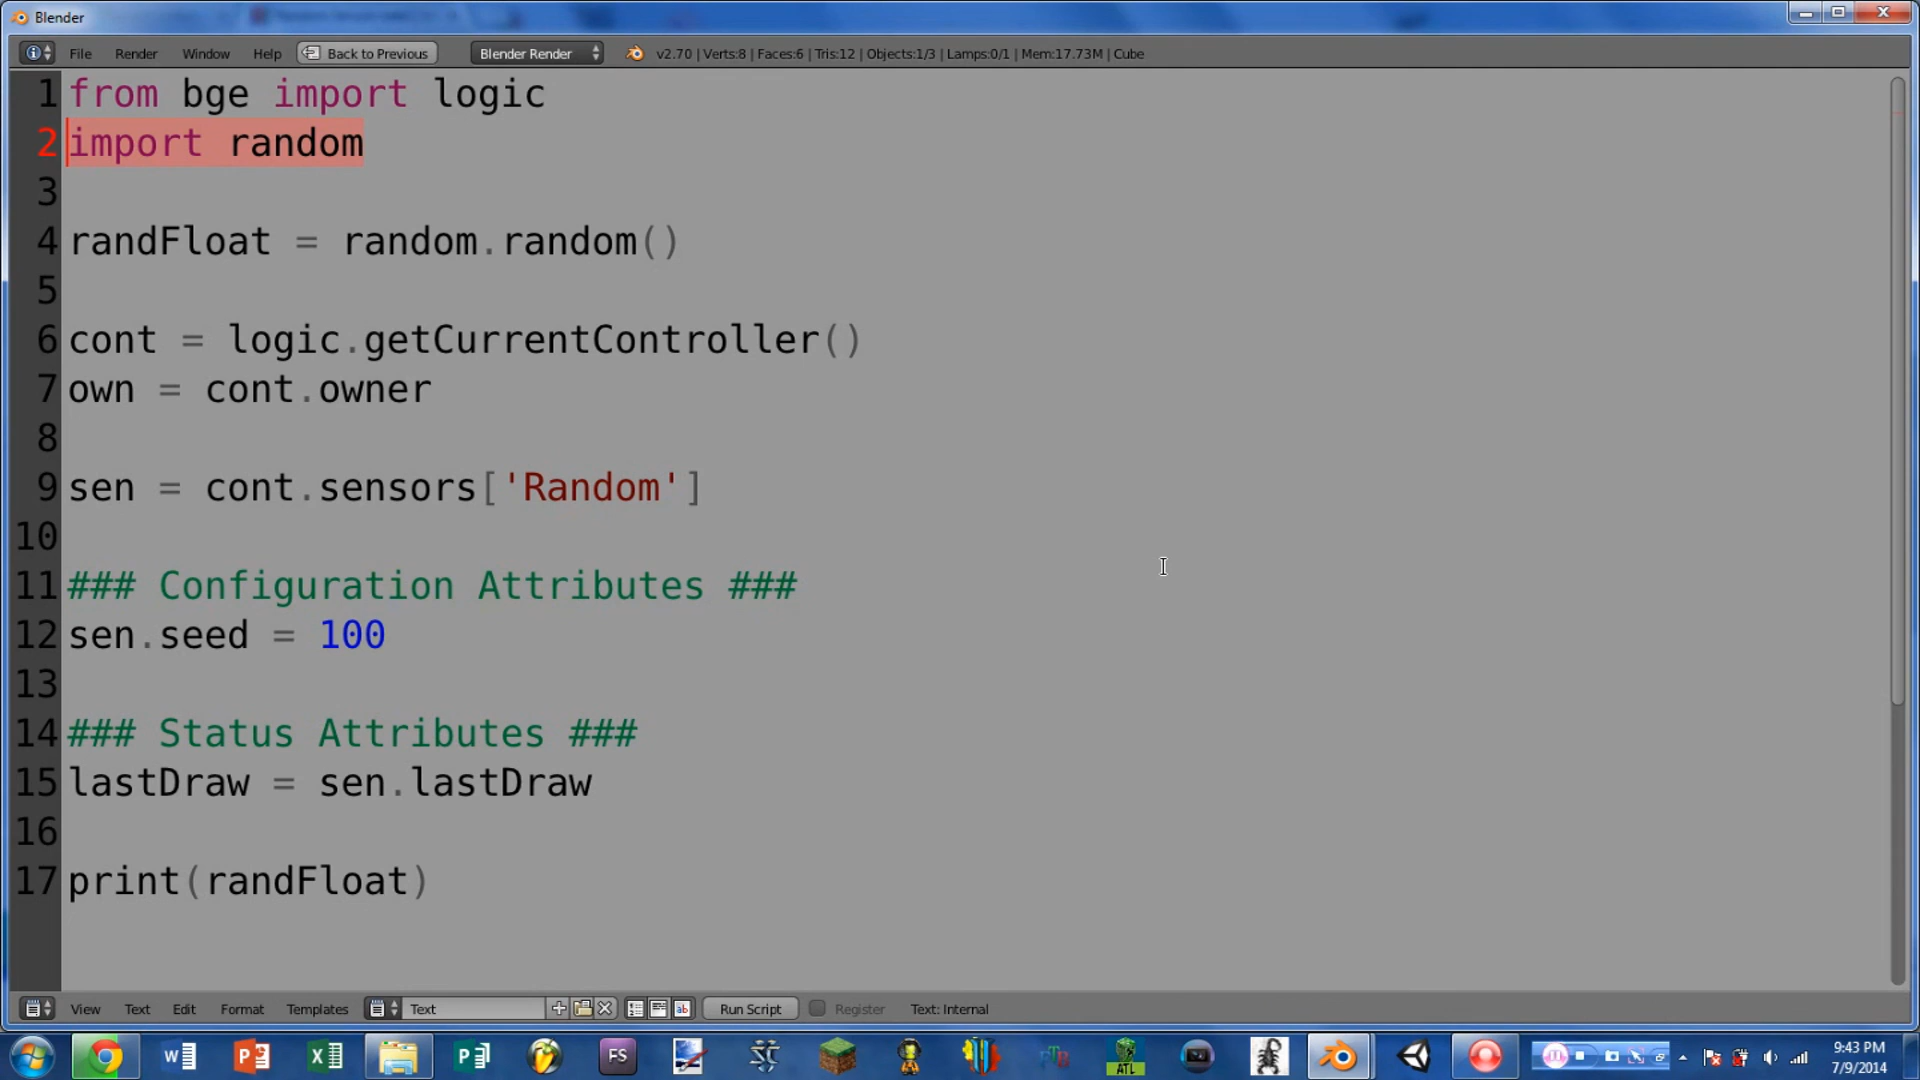 Blender
File Render Window Help Back to Previous Blender Render v2.70 | Verts:8 | Faces:6 | Tris:12 | Objects:1/3 | Lamps:0/1 | Mem:17.73M | Cube
1 from bge import logic
2 import random
3
4 randFloat = random.random()
5
6 cont = logic.getCurrentController()
7 own = cont.owner
8
9 sen = cont.sensors['Random']
10
11 ### Configuration Attributes ###
12 sen.seed = 100
13
14 ### Status Attributes ###
15 lastDraw = sen.lastDraw
16
17 print(randFloat)
View Text Edit Format Templates Text Run Script Register Text: Internal
FS
ATL
9:43 PM
7/9/2014